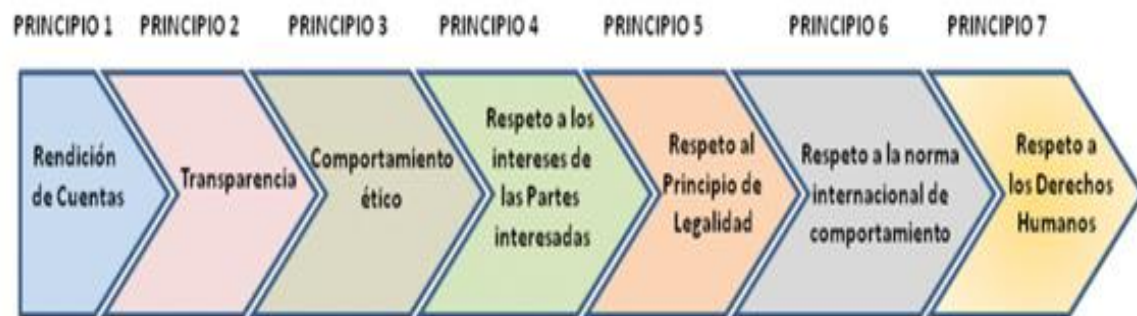 PRINCIPIO 1 PRINCIPIO 2 PRINCIPIO 3 PRINCIPIO 4 PRINCIPIO 5 PRINCIPIO 6 PRINCIPIO 7
Rendición
de Cuentas
Transparencia
Comportamiento
ético
Respeto a los
intereses de
las Partes
interesadas
Respeto al
Principio de
Legalidad
Respeto a la norma
internacional de
comportamiento
Respeto a
los Derechos
Humanos